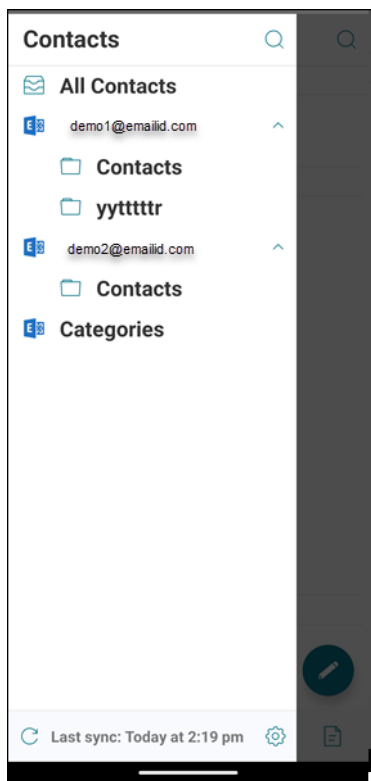 Contacts
All Contacts
demo1@emailid.com
Contacts
yyttttttr
demo2@emailid.com
Contacts
Categories
Last sync: Today at 2:19 pm